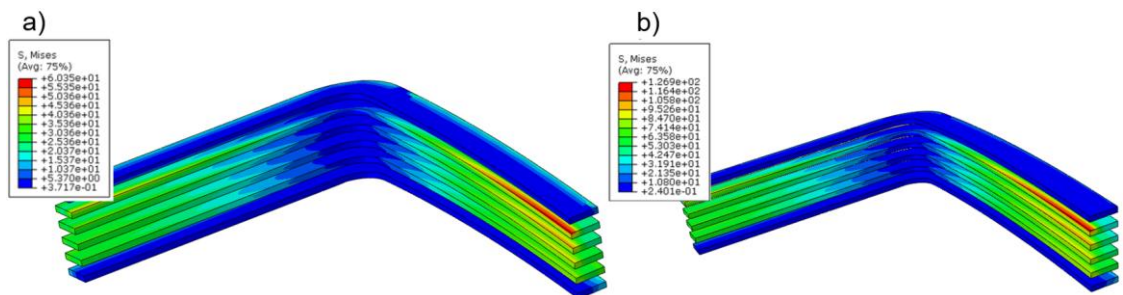 a)
S, Mises
(Avg: 75%)
+6.035e+01
+5.535e+01
+5.036e+01
+4.536e+01
+4.036e+01
+3.536e+01
+3.036e+01
+2.536e+01
+2.037e+01
+1.537e+01
+1.037e+01
+5.370e+00
+3.717e-01
b)
S, Mises
(Avg: 75%)
+1.269e+02
+1.164e+02
+1.058e+02
+9.526e+01
+8.470e+01
+7.414e+01
+6.358e+01
+5.303e+01
+4.247e+01
+3.191e+01
+2.135e+01
+1.080e+01
+2.401e-01